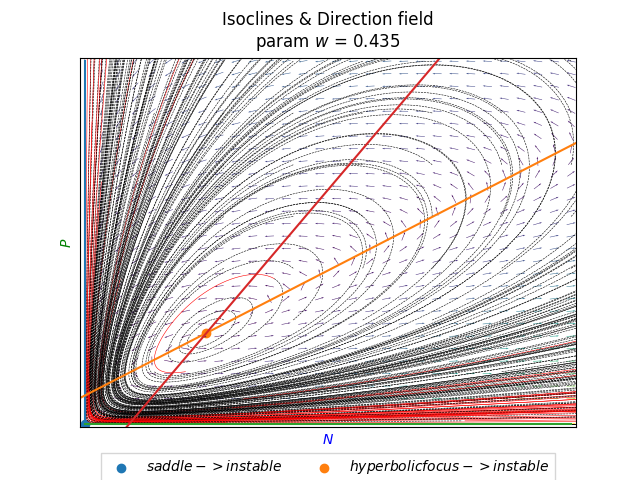 Isoclines & Direction field
param w = 0.435
P
N
saddle − > instable
hyperbolicfocus − > instable